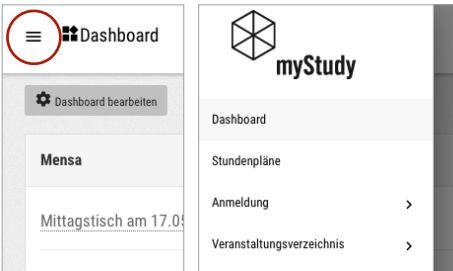 Dashboard
Dashboard bearbeiten
Mensa
Mittagstisch am 17.05
myStudy
Dashboard
Stundenpläne
Anmeldung
Veranstaltungsverzeichnis